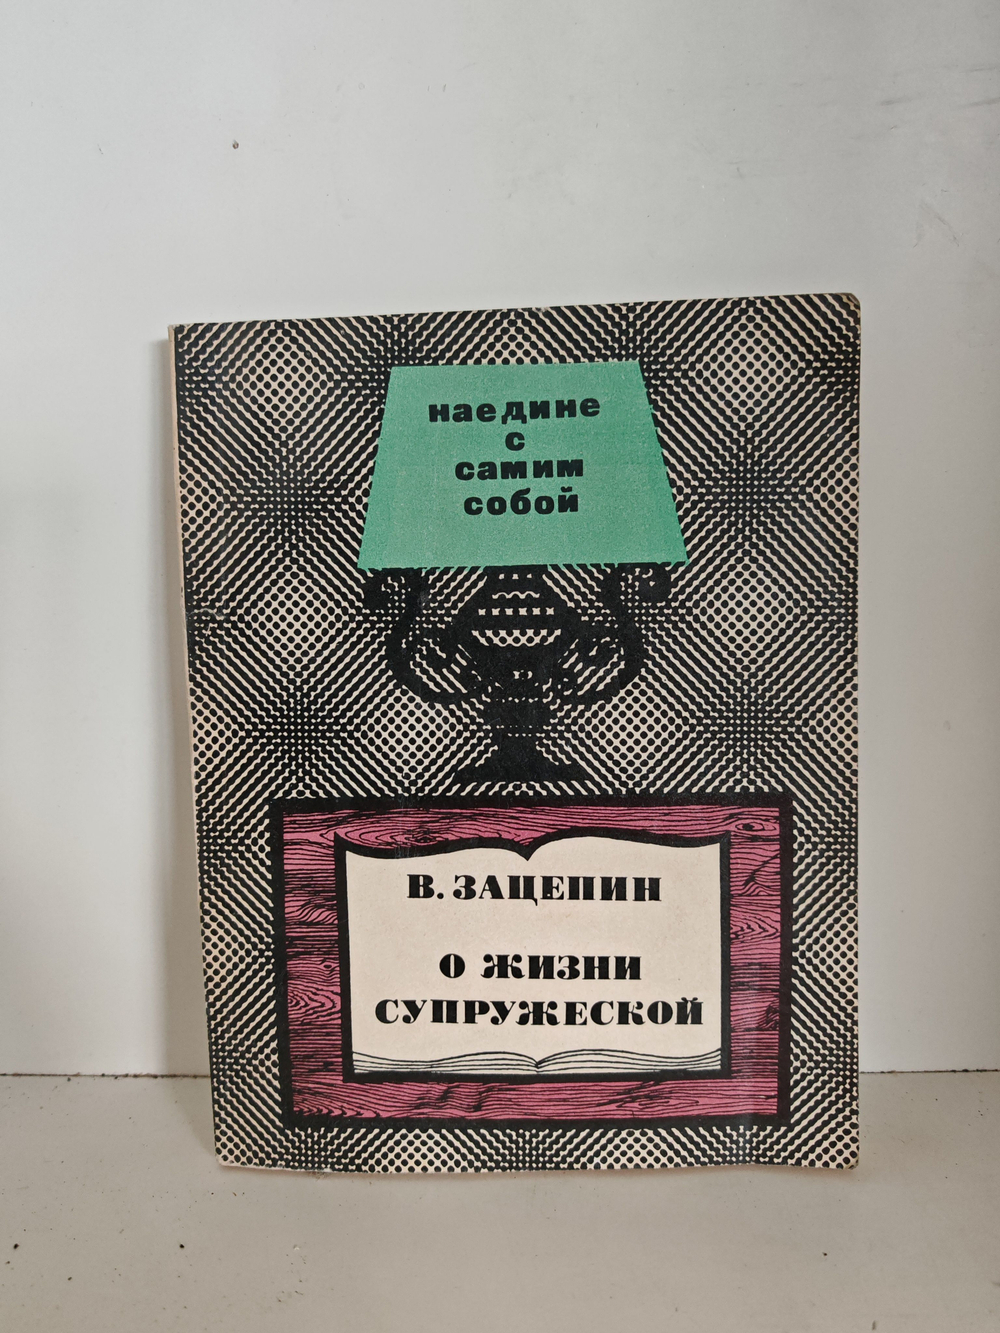 наедине
с
самим
собой
В. ЗАЦЕПИН
О ЖИЗНИ
СУПРУЖЕСКОЙ